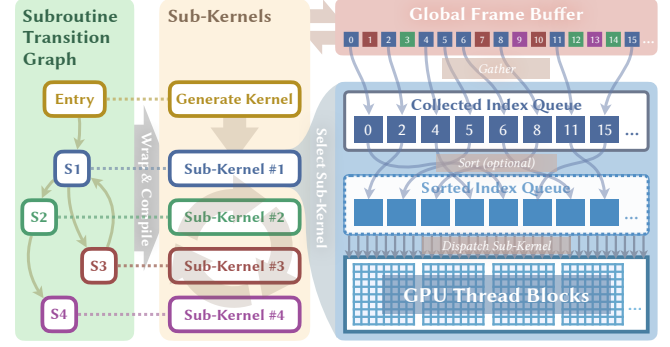 Subroutine
Transition
Graph
Entry
S1
S2
S3
S4
Wrap & Compile
Sub-Kernels
Generate Kernel
Sub-Kernel #1
Sub-Kernel #2
Sub-Kernel #3
Sub-Kernel #4
Select Sub-Kernel
Global Frame Buffer
0 1 2 3 4 5 6 7 8 9 10 11 12 13 14 15 ...
Gather
Collected Index Queue
0 2 4 5 6 8 11 15 ...
Sort (optional)
Sorted Index Queue
...
Dispatch Sub-Kernel
GPU Thread Blocks
...